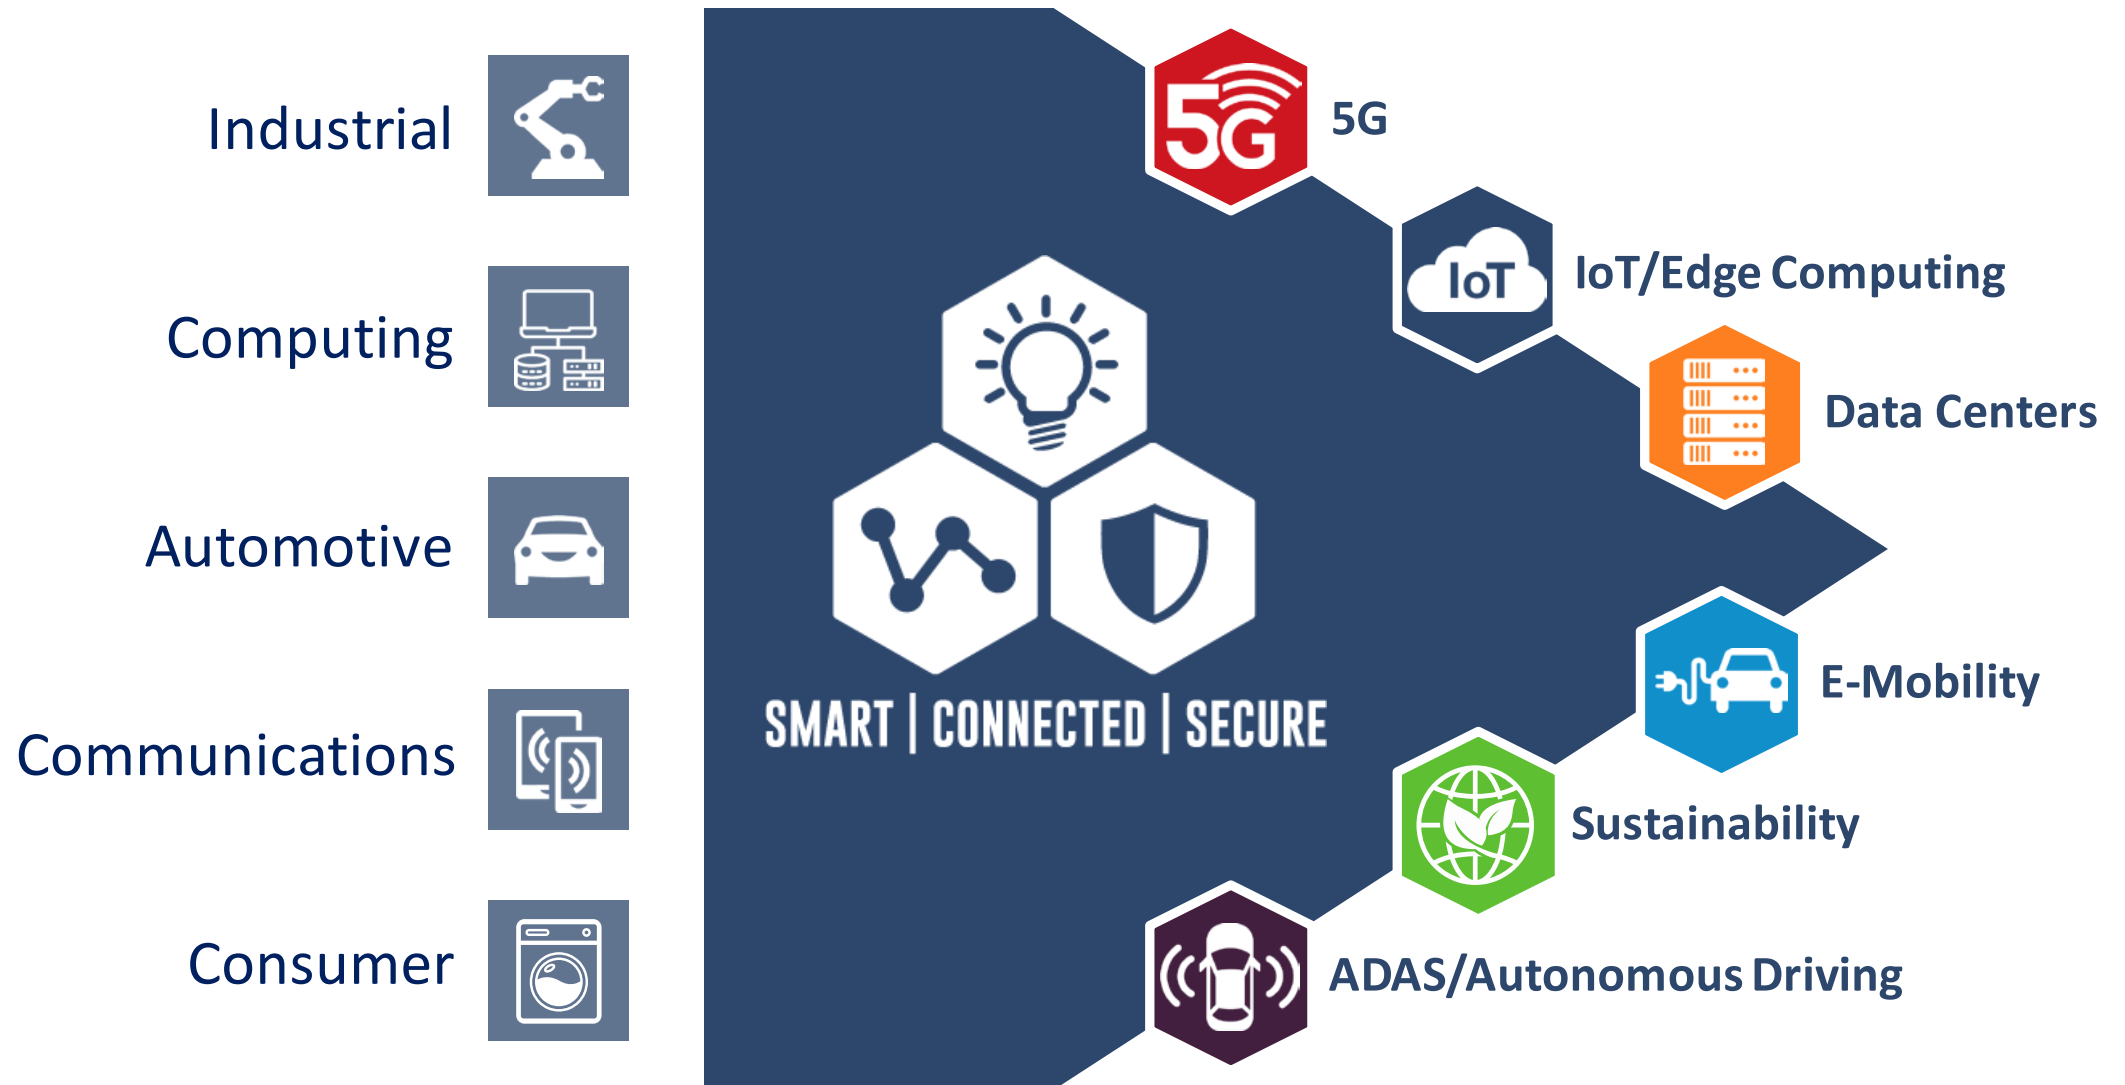 Industrial
Computing
Automotive
Communications
Consumer
SMART | CONNECTED | SECURE
5G
5G
IoT
IoT/Edge Computing
Data Centers
E-Mobility
Sustainability
ADAS/Autonomous Driving